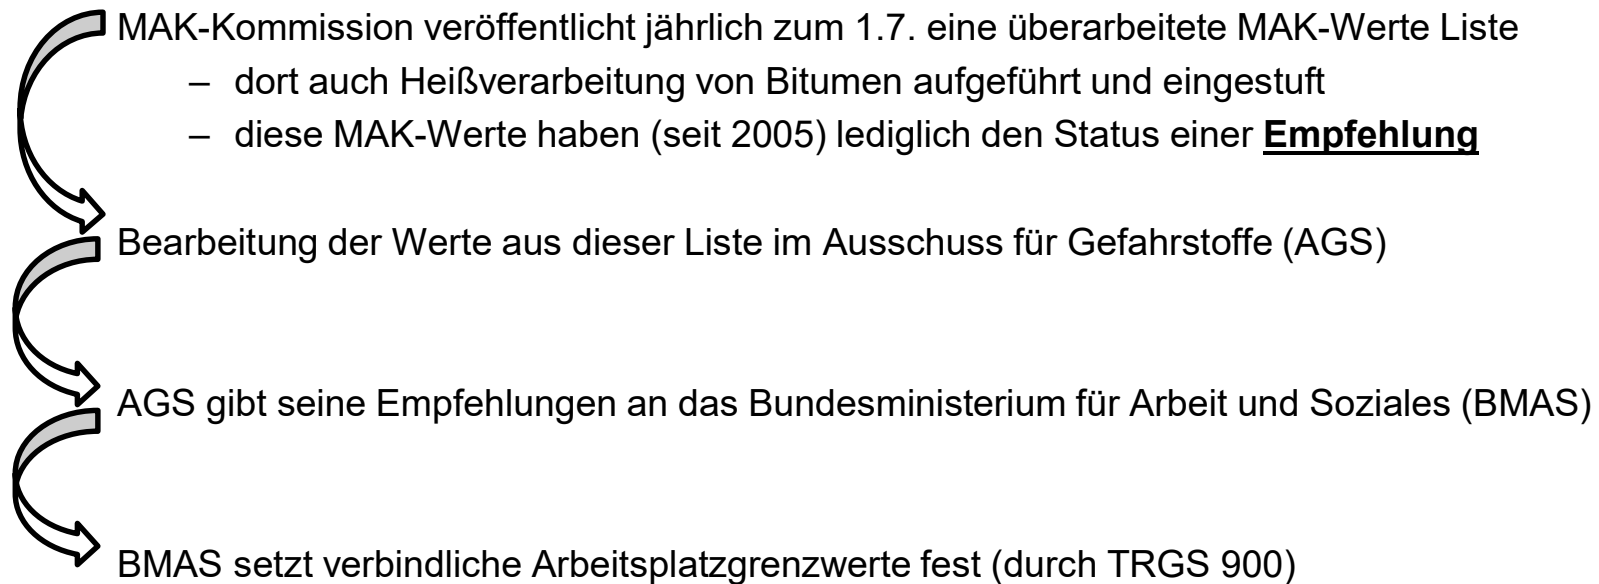 MAK-Kommission veröffentlicht jährlich zum 1.7. eine überarbeitete MAK-Werte Liste
– dort auch Heißverarbeitung von Bitumen aufgeführt und eingestuft
– diese MAK-Werte haben (seit 2005) lediglich den Status einer Empfehlung
Bearbeitung der Werte aus dieser Liste im Ausschuss für Gefahrstoffe (AGS)
AGS gibt seine Empfehlungen an das Bundesministerium für Arbeit und Soziales (BMAS)
BMAS setzt verbindliche Arbeitsplatzgrenzwerte fest (durch TRGS 900)